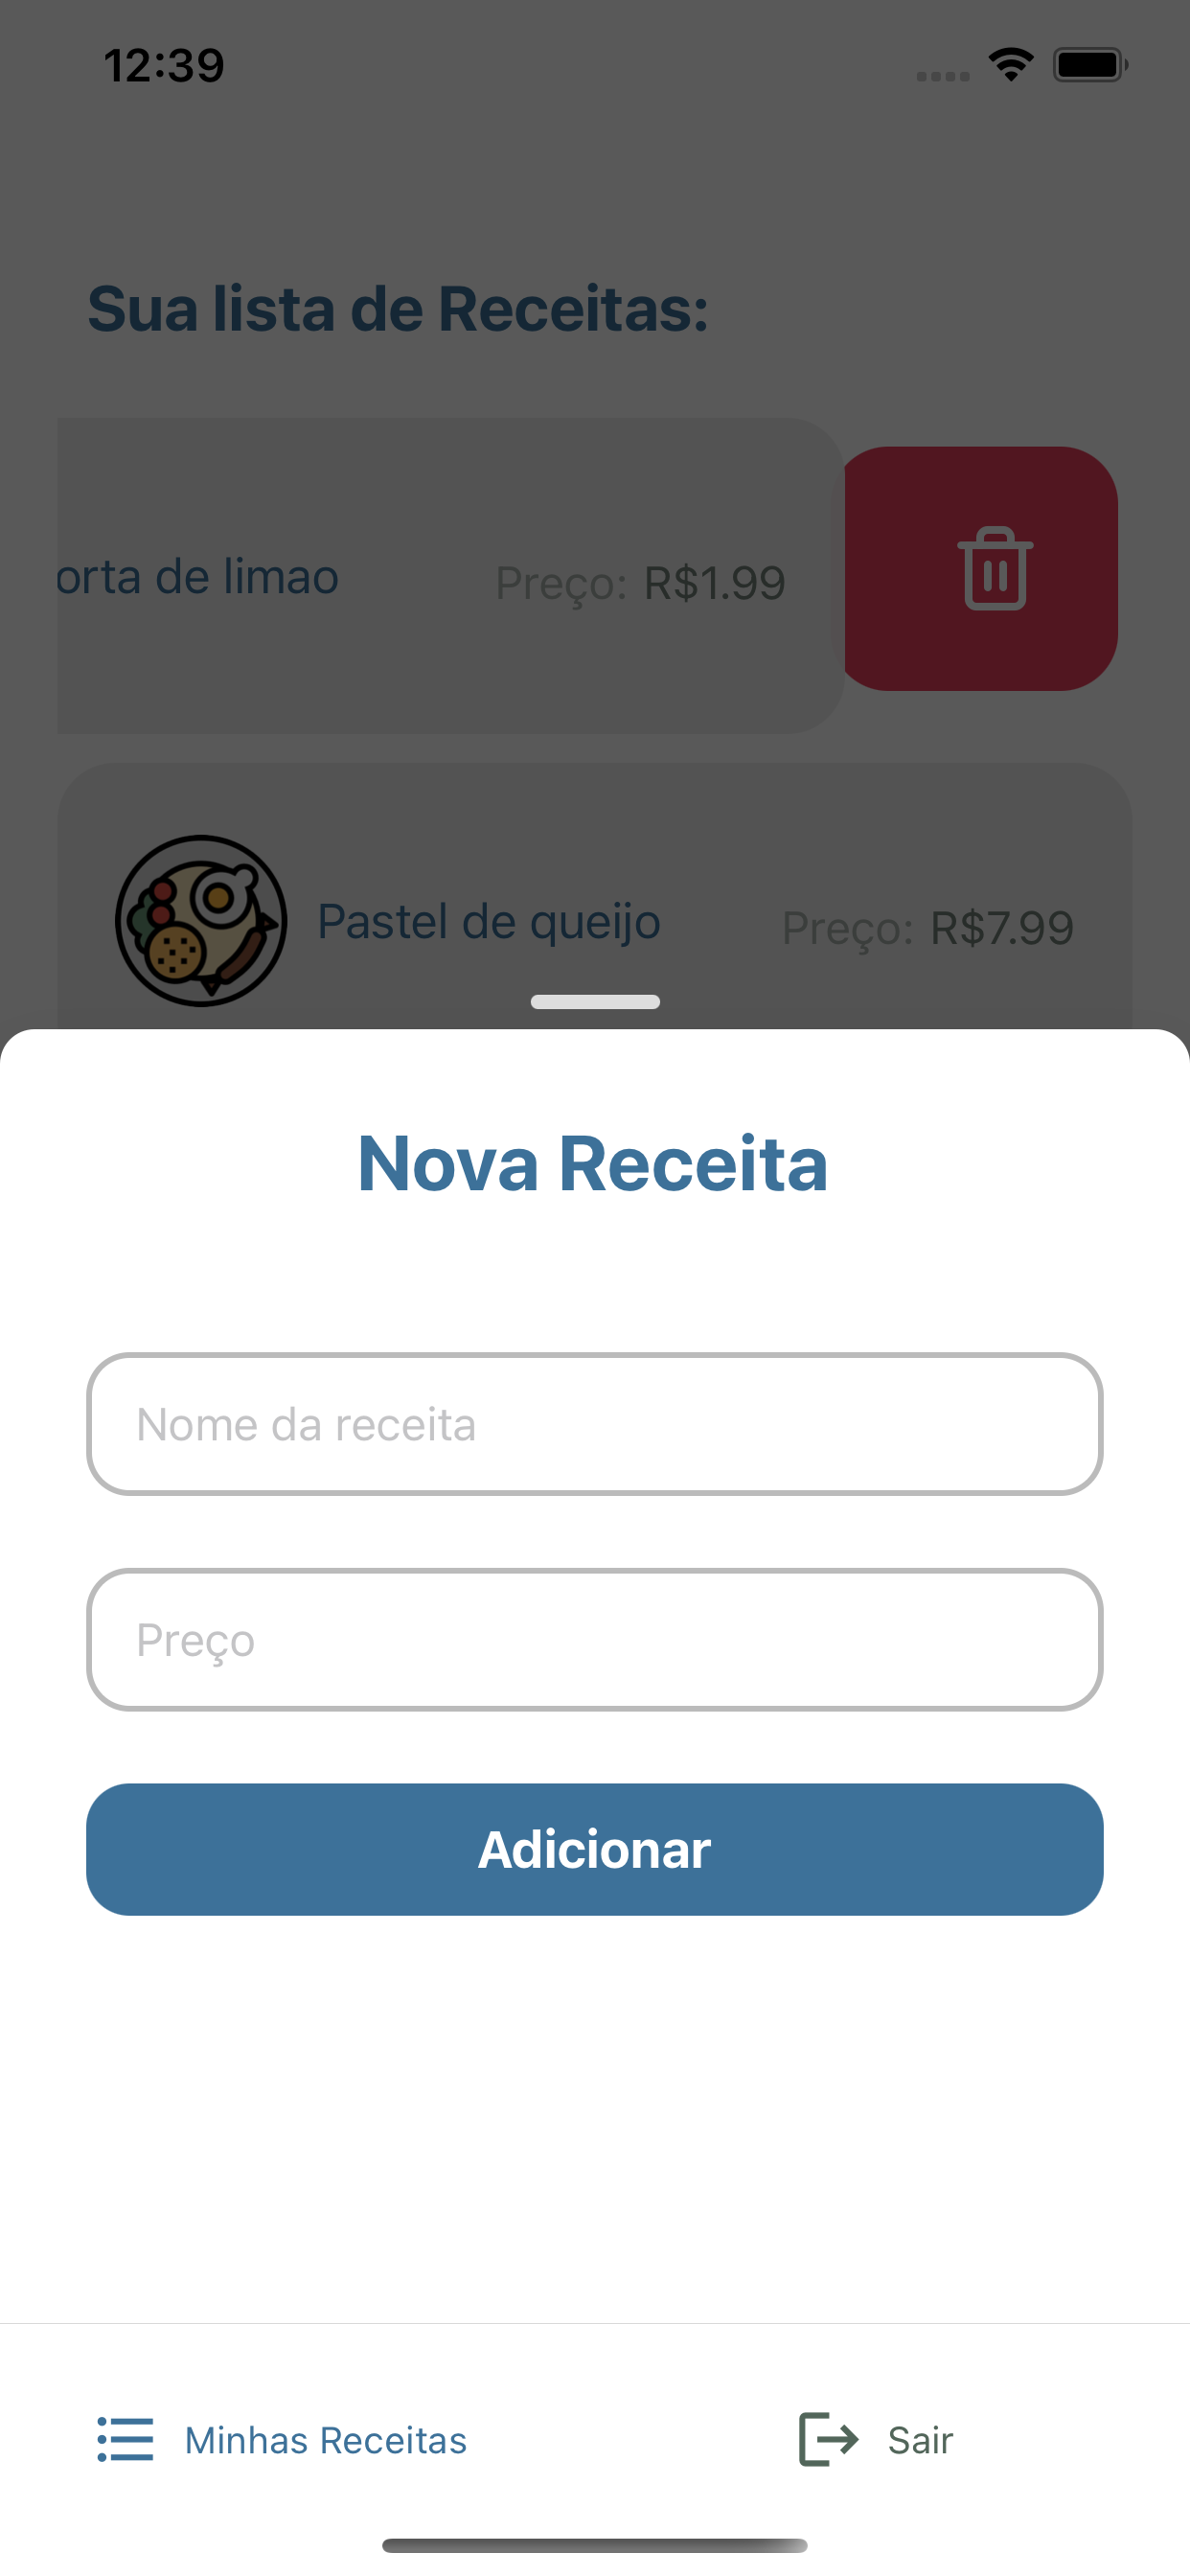 12:39
Sua lista de Receitas:
orta de limao Preço: R$1.99
Pastel de queijo Preço: R$7.99
Nova Receita
Nome da receita
Preço
Adicionar
Minhas Receitas Sair